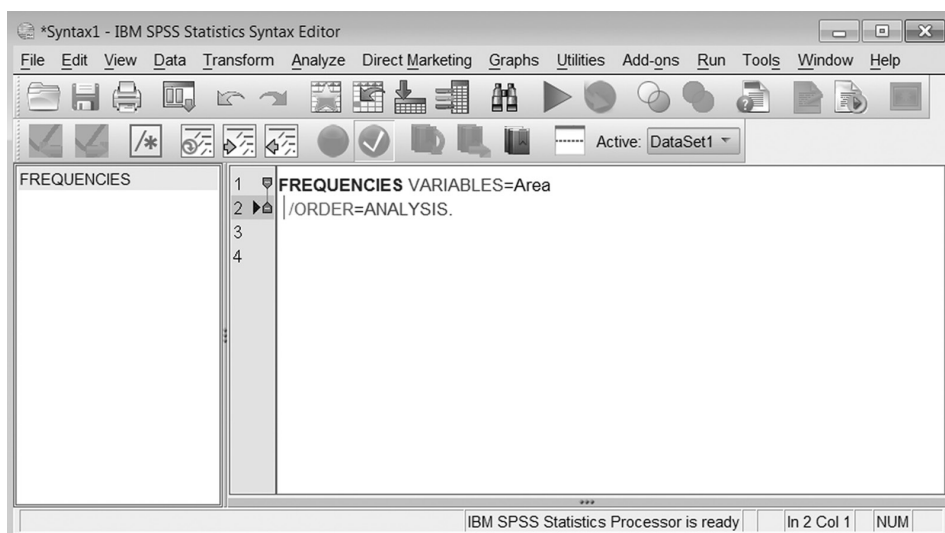 *Syntax1 - IBM SPSS Statistics Syntax Editor
File Edit View Data Transform Analyze Direct Marketing Graphs Utilities Add-ons Run Tools Window Help
/* Active: DataSet1
FREQUENCIES
1 FREQUENCIES VARIABLES=Area
2 /ORDER=ANALYSIS.
3
4
IBM SPSS Statistics Processor is ready In 2 Col 1 NUM